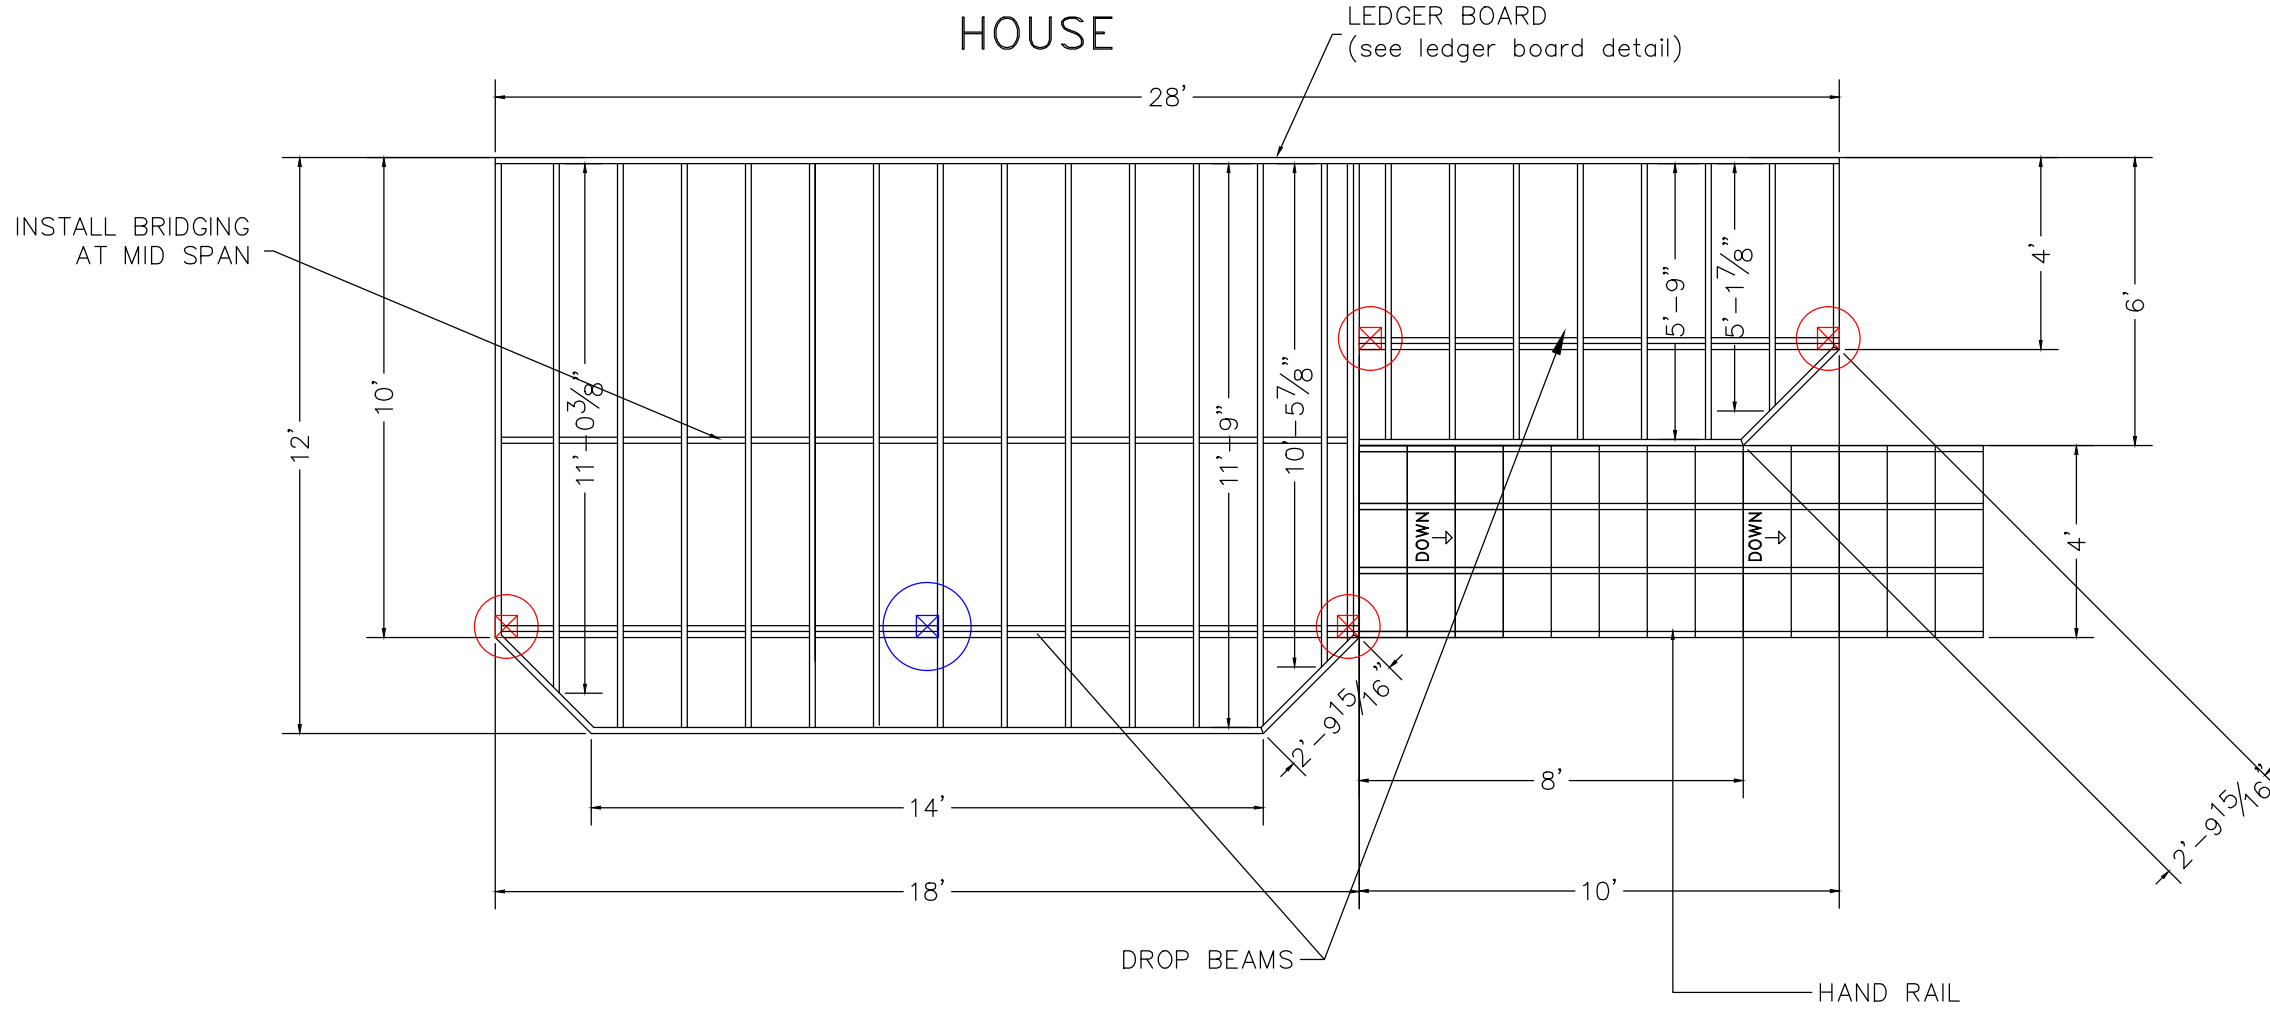 HOUSE
LEDGER BOARD
(see ledger board detail)
28'
INSTALL BRIDGING
AT MID SPAN
12'
10'
11'-0 3/8"
11'-9"
10'-5 7/8"
5'-9"
5'-1 7/8"
4'
6'
DOWN
DOWN
4'
2'-9 15/16"
2'-9 15/16"
8'
14'
18'
10'
DROP BEAMS
HAND RAIL